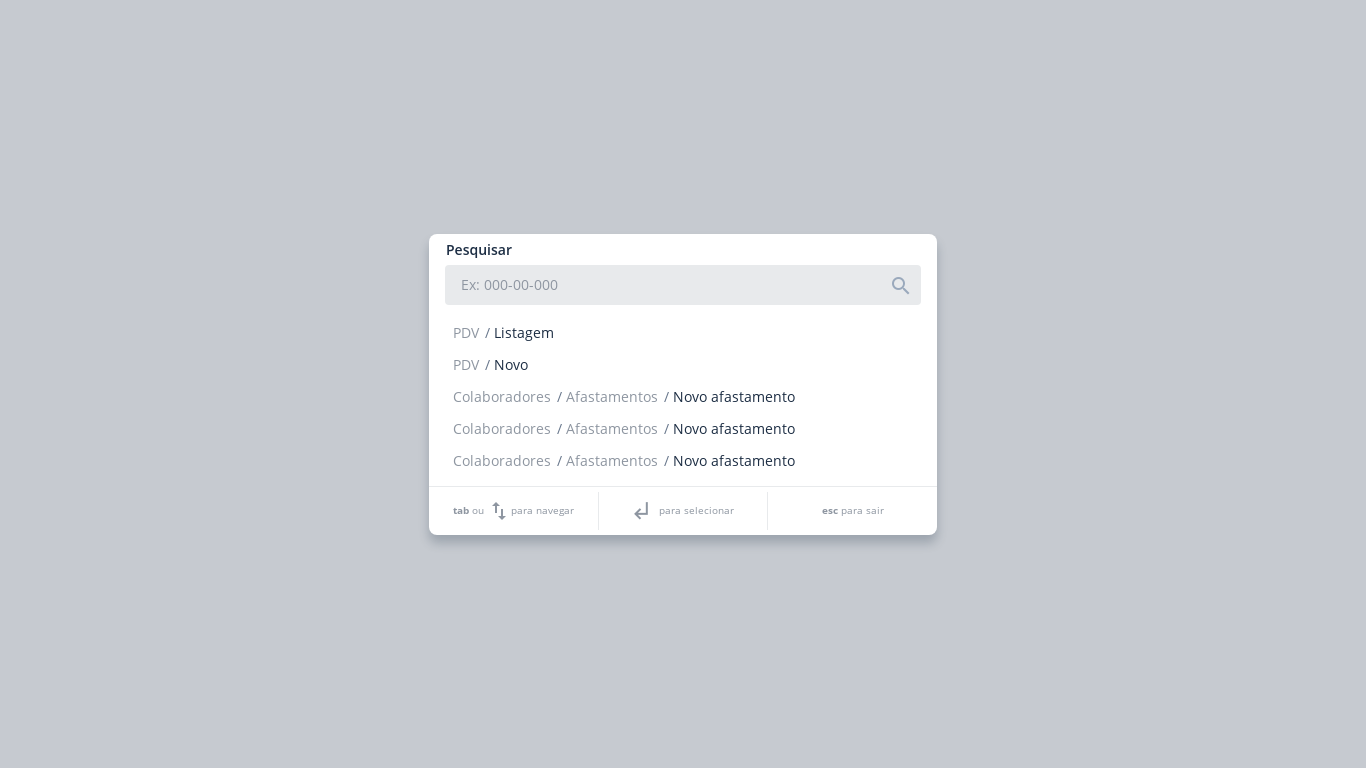 Pesquisar
Ex: 000-00-000
PDV / Listagem
PDV / Novo
Colaboradores / Afastamentos / Novo afastamento
Colaboradores / Afastamentos / Novo afastamento
Colaboradores / Afastamentos / Novo afastamento
tab ou para navegar
para selecionar
esc para sair